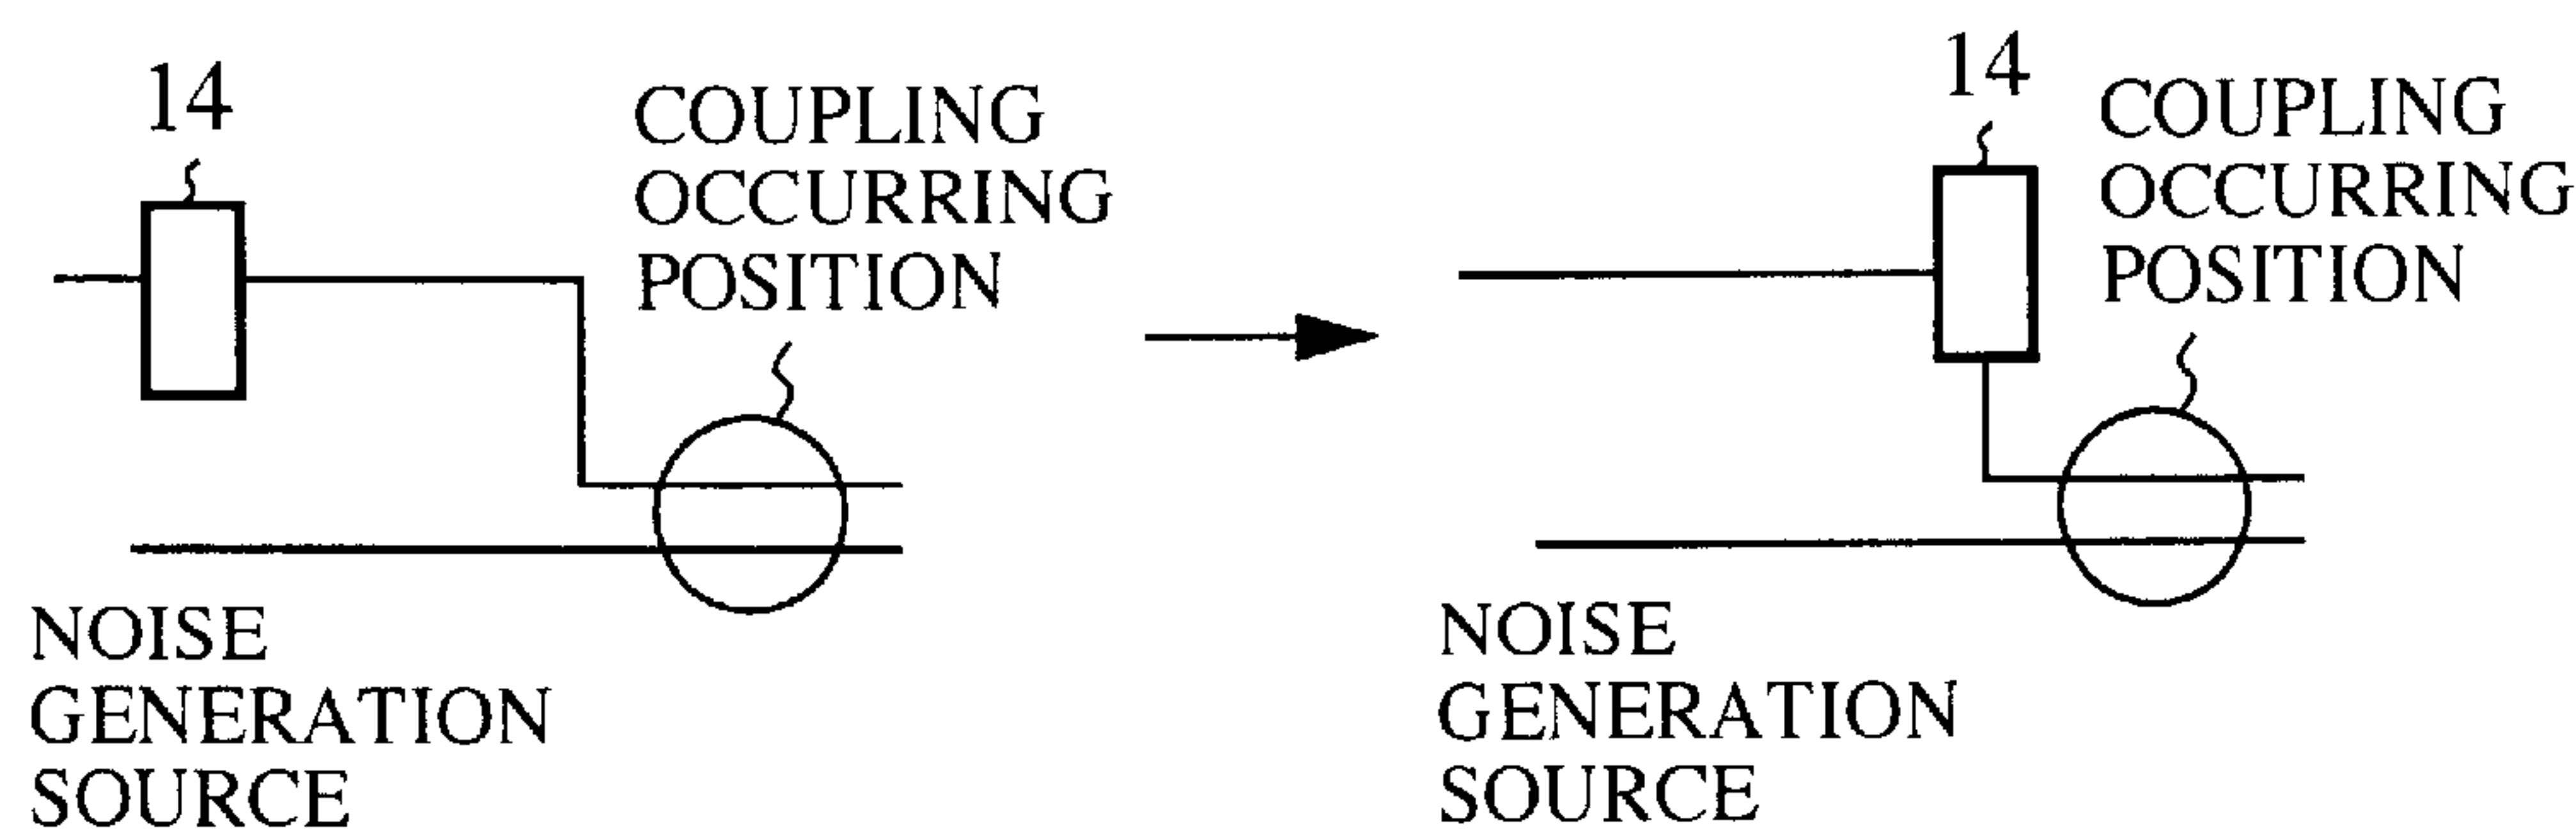 14
COUPLING
OCCURRING
POSITION
NOISE
GENERATION
SOURCE
14
COUPLING
OCCURRING
POSITION
NOISE
GENERATION
SOURCE